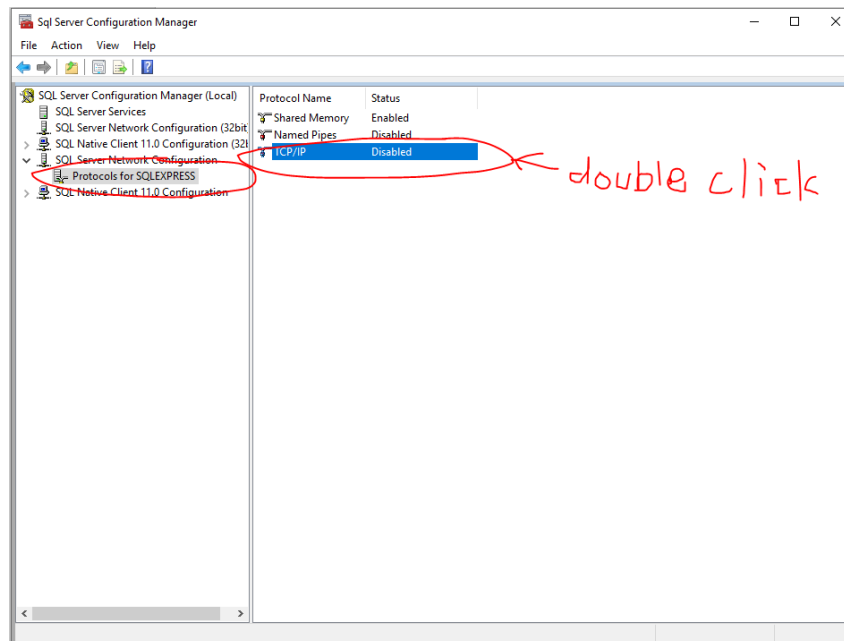 Sql Server Configuration Manager
File Action View Help
SQL Server Configuration Manager (Local)
SQL Server Services
SQL Server Network Configuration (32bit
SQL Native Client 11.0 Configuration (32l
SQL Server Network Configuration
Protocols for SQLEXPRESS
SQL Native Client 11.0 Configuration
Protocol Name Status
Shared Memory Enabled
Named Pipes Disabled
TCP/IP Disabled
double click